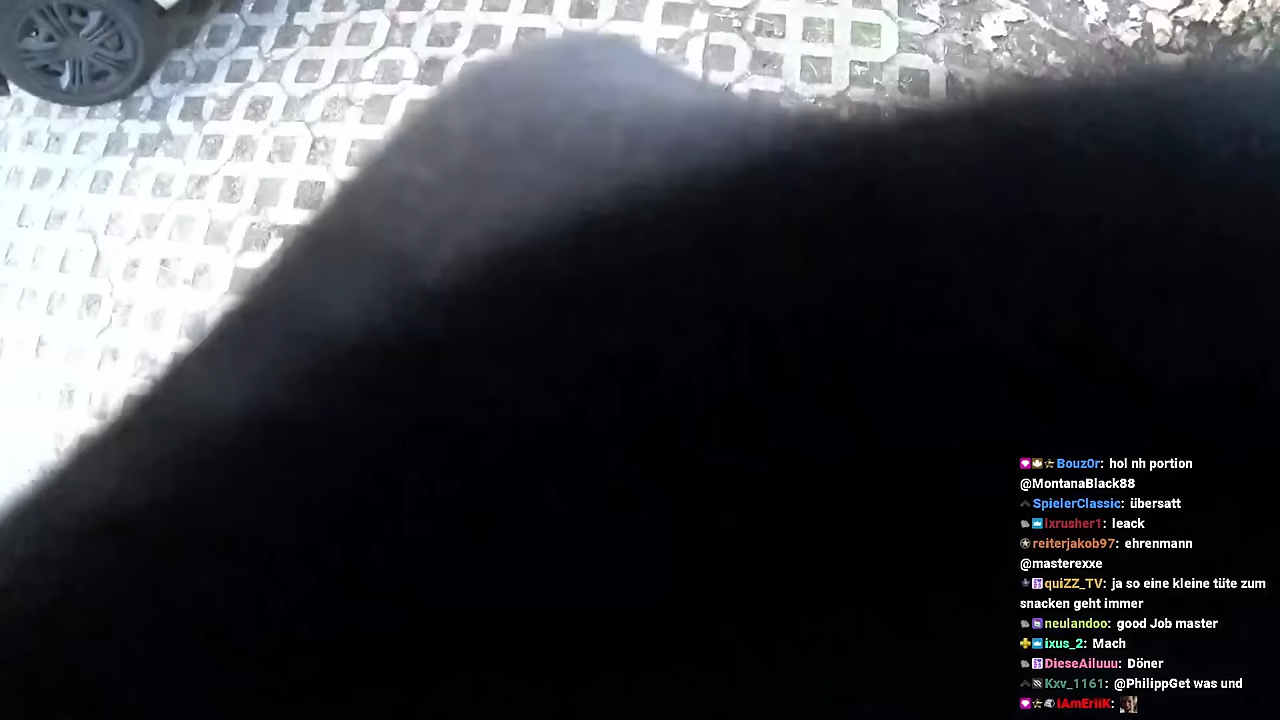 Bouz0r: hol nh portion
@MontanaBlack88
SpielerClassic: übersatt
lxrusher1: leack
reiterjakob97: ehrenmann
@masterexxe
quiZZ_TV: ja so eine kleine tüte zum
snacken geht immer
neulandoo: good Job master
ixus_2: Mach
DieseAiluuu: Döner
Kxv_1161: @PhilippGet was und
iAmEriiK: